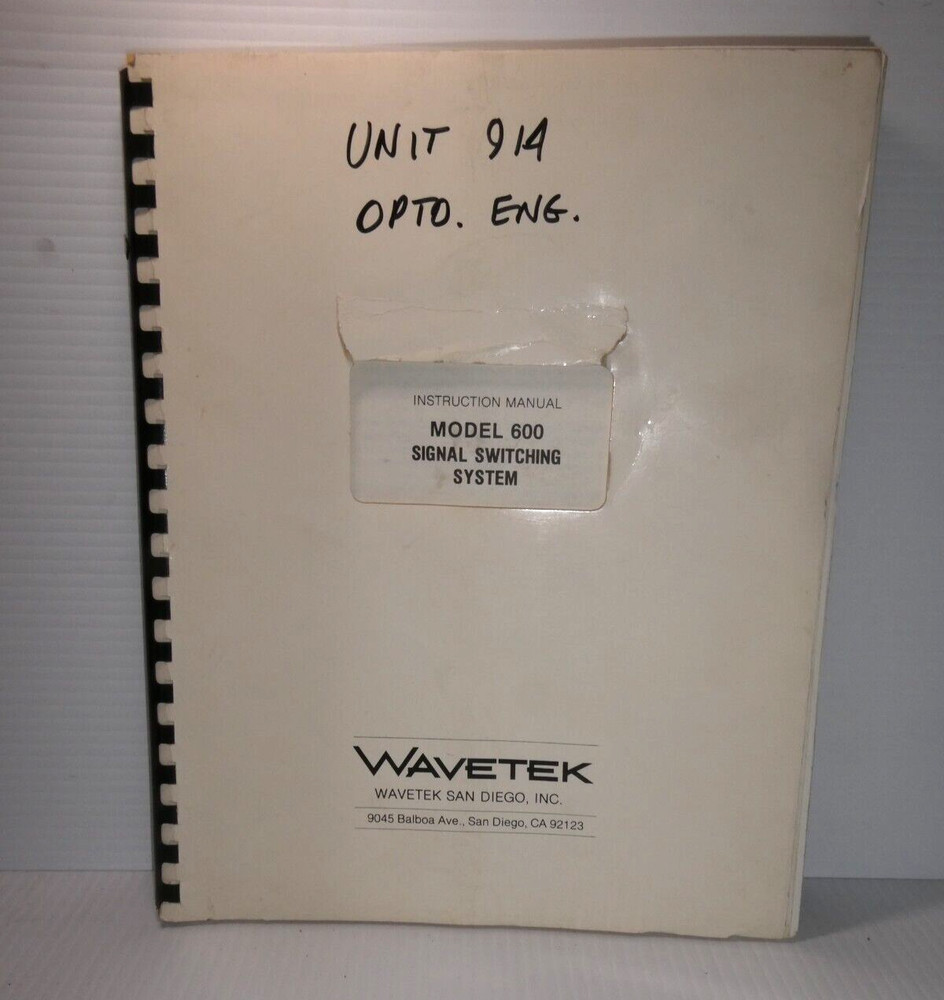 UNIT 914
OPTO. ENG.
INSTRUCTION MANUAL
MODEL 600
SIGNAL SWITCHING
SYSTEM
WAVETEK
WAVETEK SAN DIEGO, INC.
9045 Balboa Ave., San Diego, CA 92123